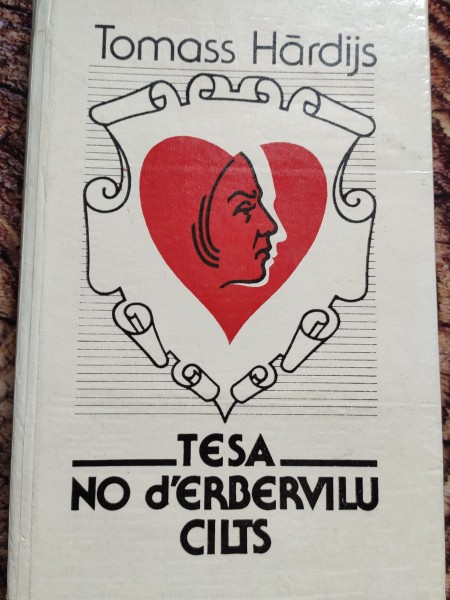 Tomass Hārdijs
TESA
NO d'ERBERVILU
CILTS